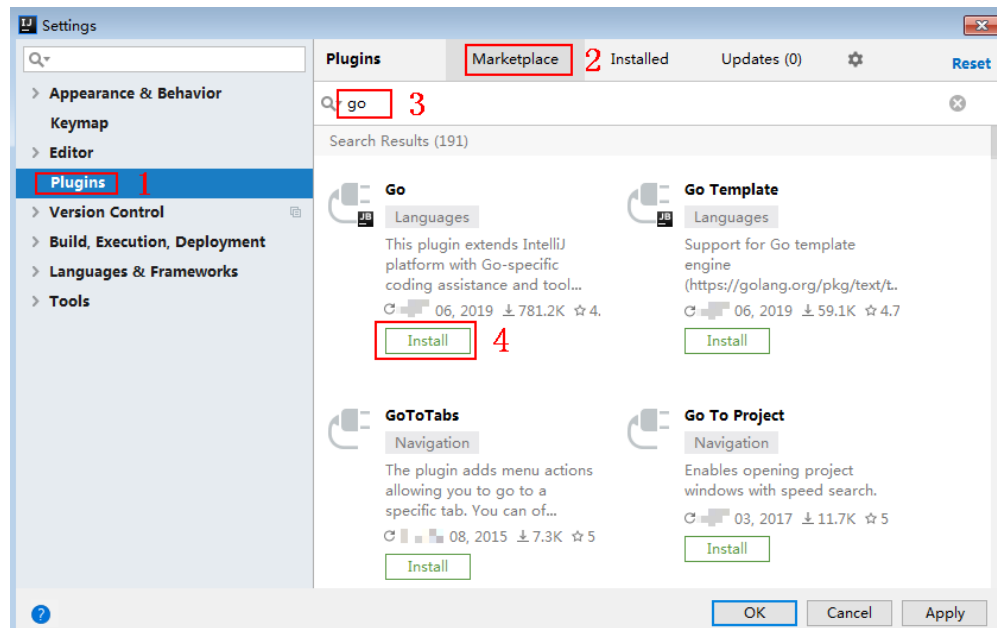 Settings
Appearance & Behavior
Keymap
Editor
Plugins 1
Version Control
Build, Execution, Deployment
Languages & Frameworks
Tools
Plugins Marketplace 2 Installed Updates (0) Reset
go 3
Search Results (191)
Go
JB
Languages
This plugin extends IntelliJ
platform with Go-specific
coding assistance and tool...
06, 2019 781.2K 4.
Install 4
Go Template
JB
Languages
Support for Go template
engine
(https://golang.org/pkg/text/t..
06, 2019 59.1K 4.7
Install
GoToTabs
Navigation
The plugin adds menu actions
allowing you to go to a
specific tab. You can of...
08, 2015 7.3K 5
Install
Go To Project
Navigation
Enables opening project
windows with speed search.
03, 2017 11.7K 5
Install
? OK Cancel Apply